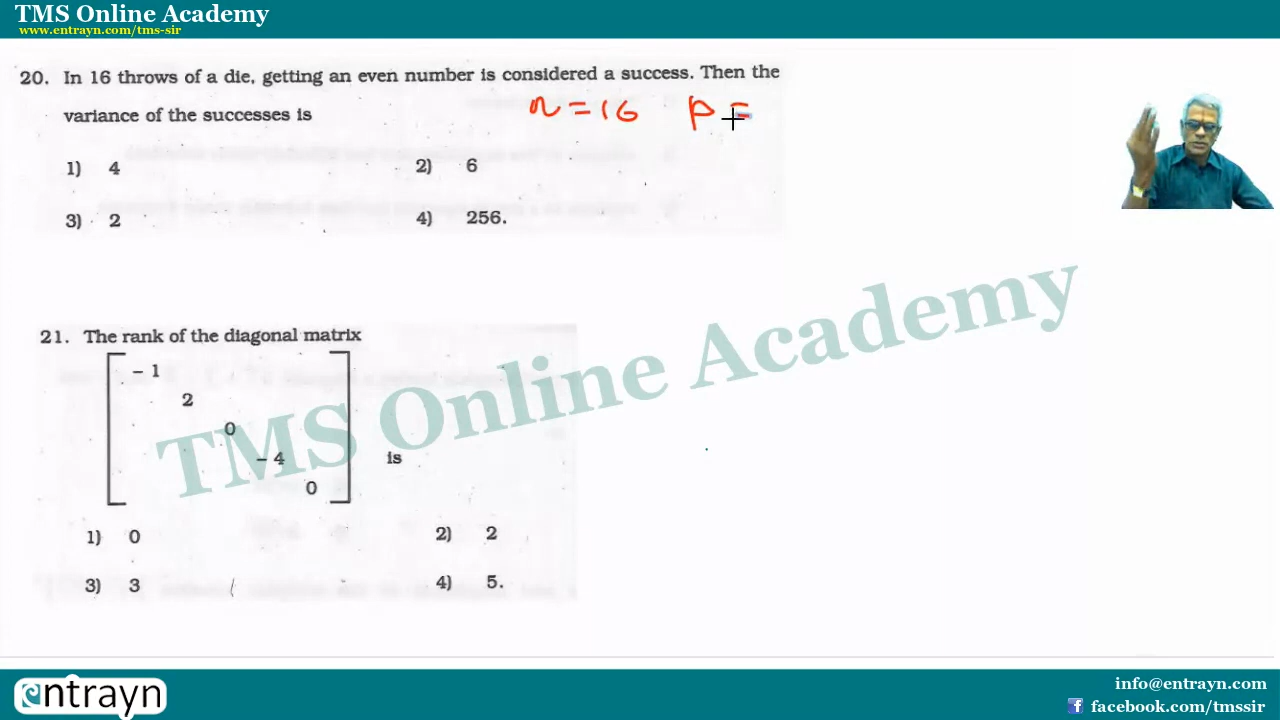 TMS Online Academy
www.entrayn.com/tms-sir
20. In 16 throws of a die, getting an even number is considered a success. Then the
variance of the successes is
n = 16 p =
1) 4 2) 6
3) 2 4) 256.
TMS Online Academy
21. The rank of the diagonal matrix
- 1
2
0
- 4 is
0
1) 0 2) 2
3) 3 4) 5.
entrayn
info@entrayn.com
facebook.com/tmssir